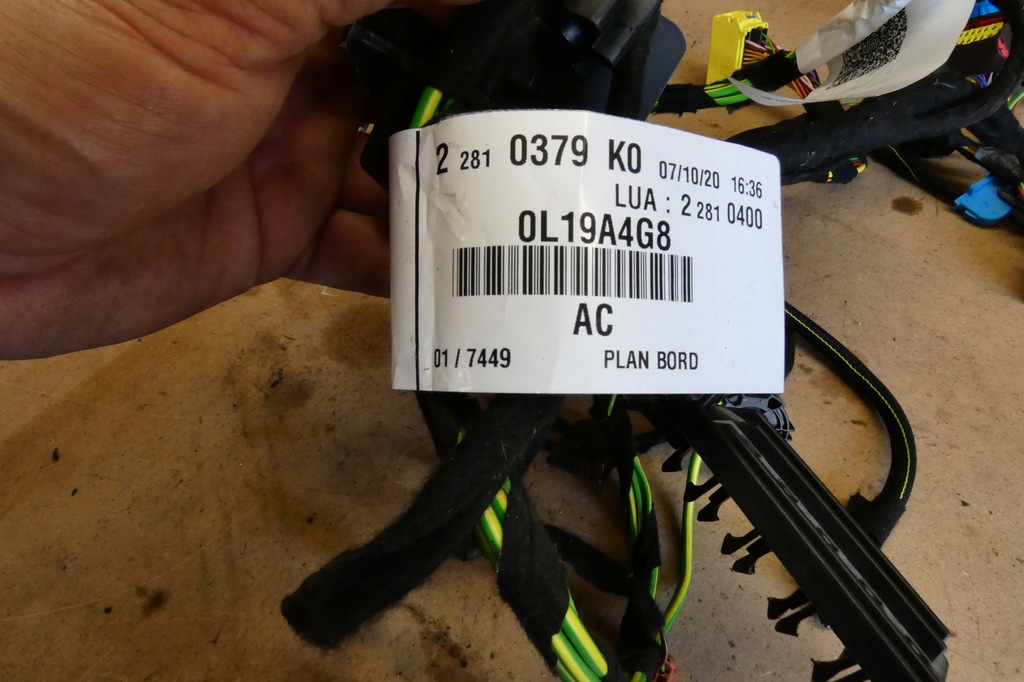 2 281 0379 K0 07/10/20 16:36
LUA : 2 281 0400
0L19A4G8
AC
01 / 7449 PLAN BORD